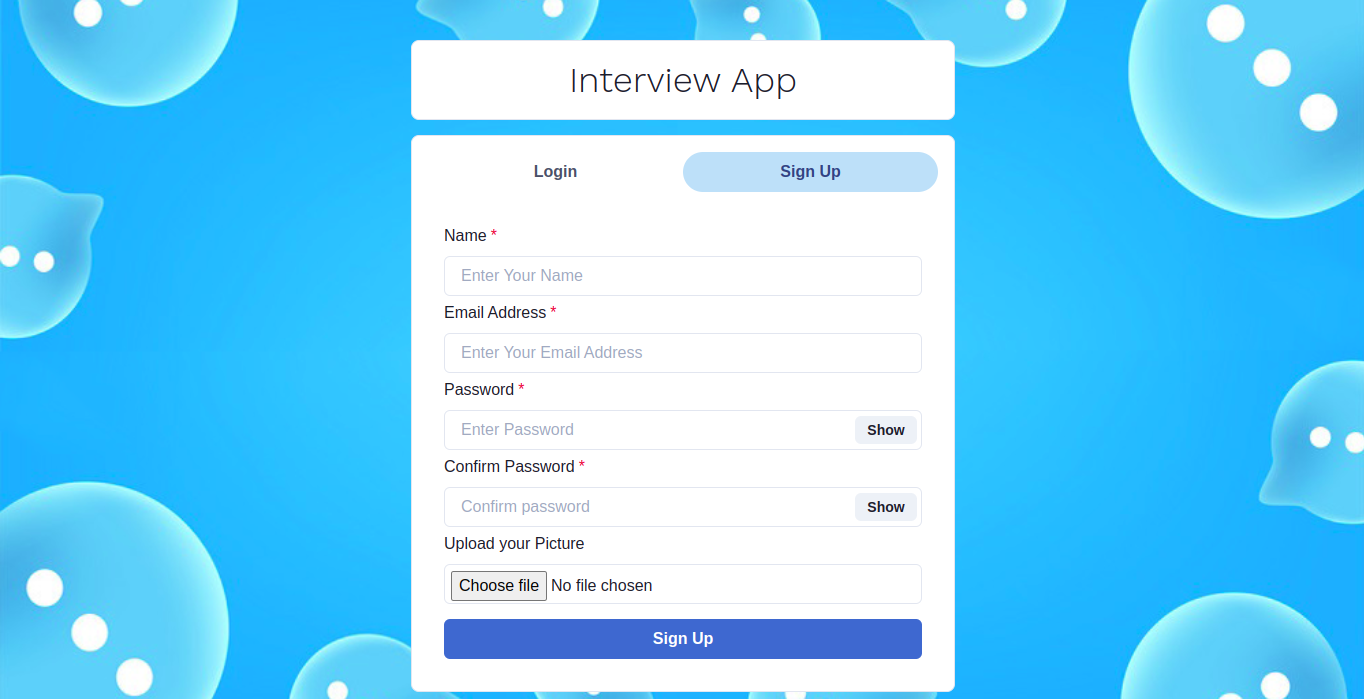 Interview App
Login Sign Up
Name *
Enter Your Name
Email Address *
Enter Your Email Address
Password *
Enter Password Show
Confirm Password *
Confirm password Show
Upload your Picture
Choose file No file chosen
Sign Up